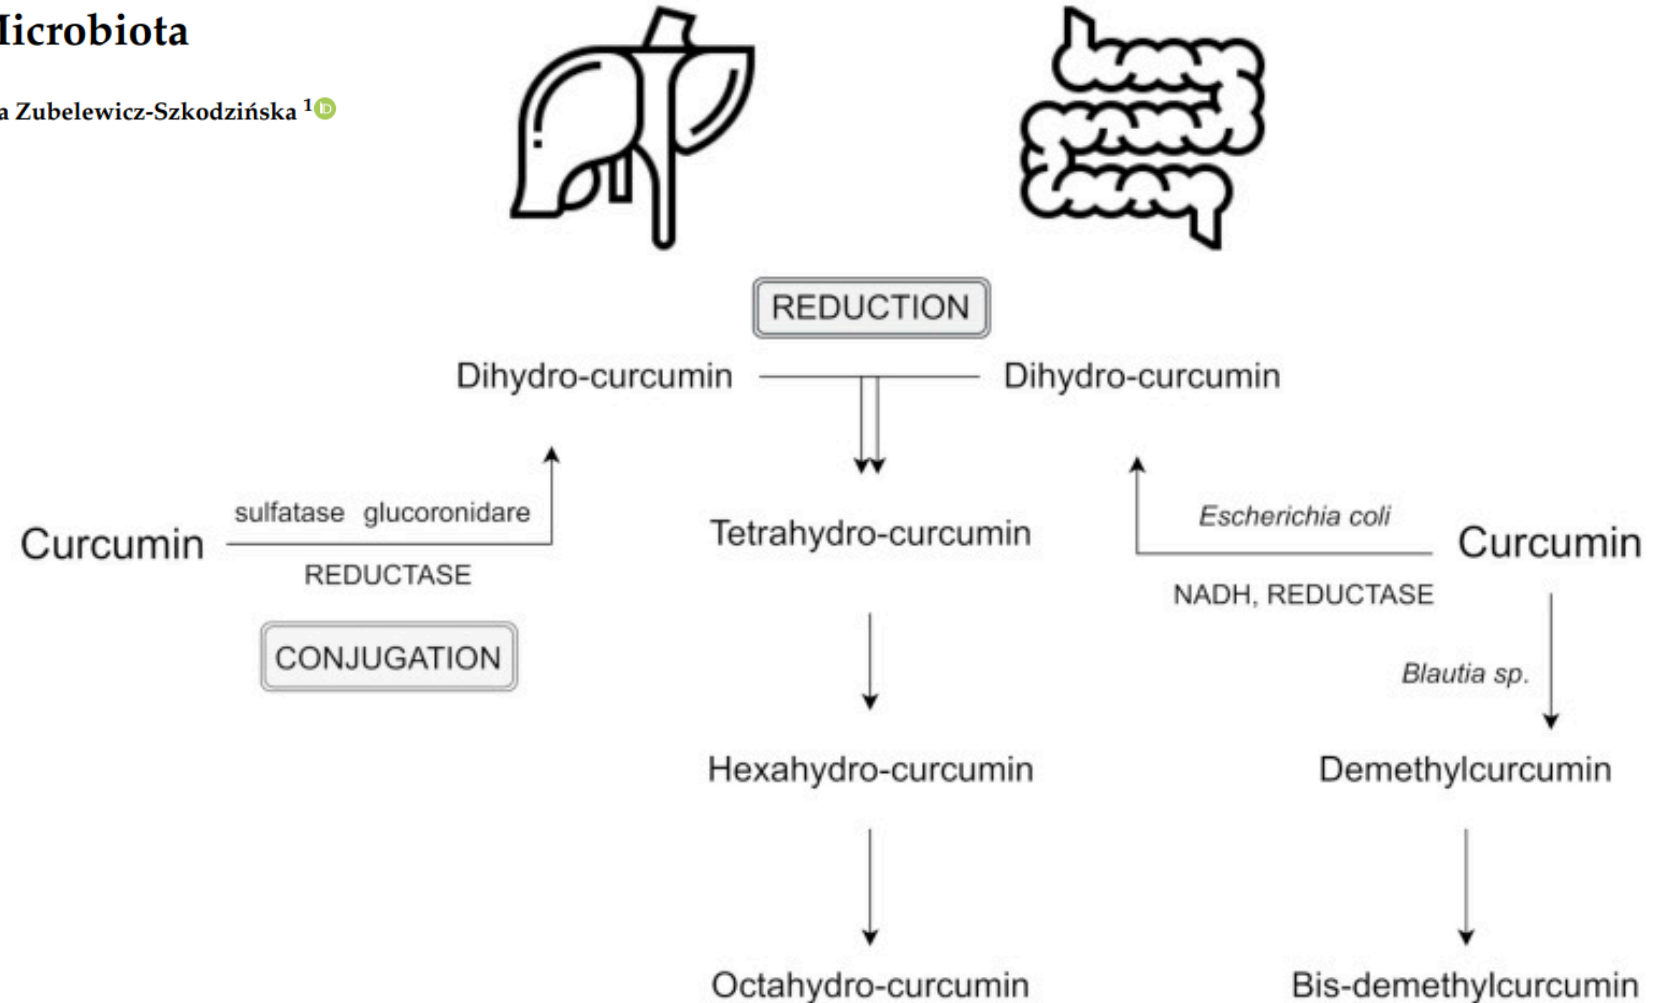 Microbiota
a Zubelewicz-Szkodzińska 1 iD
REDUCTION
Dihydro-curcumin
Dihydro-curcumin
sulfatase glucoronidare
Curcumin
REDUCTASE
CONJUGATION
Tetrahydro-curcumin
Escherichia coli
Curcumin
NADH, REDUCTASE
Blautia sp.
Hexahydro-curcumin
Demethylcurcumin
Octahydro-curcumin
Bis-demethylcurcumin